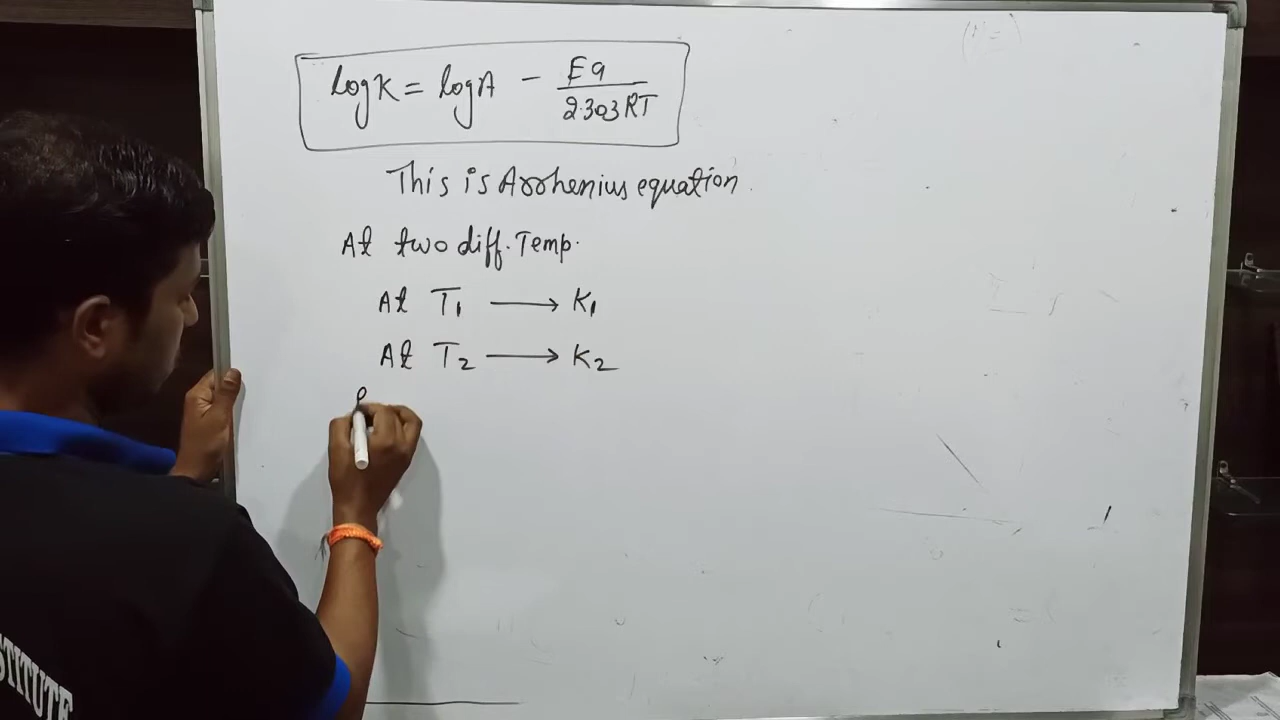 log K = log A - Ea / 2.303 RT
This is Arrhenius equation.
At two diff. Temp.
At T₁ ⟶ K₁
At T₂ ⟶ K₂